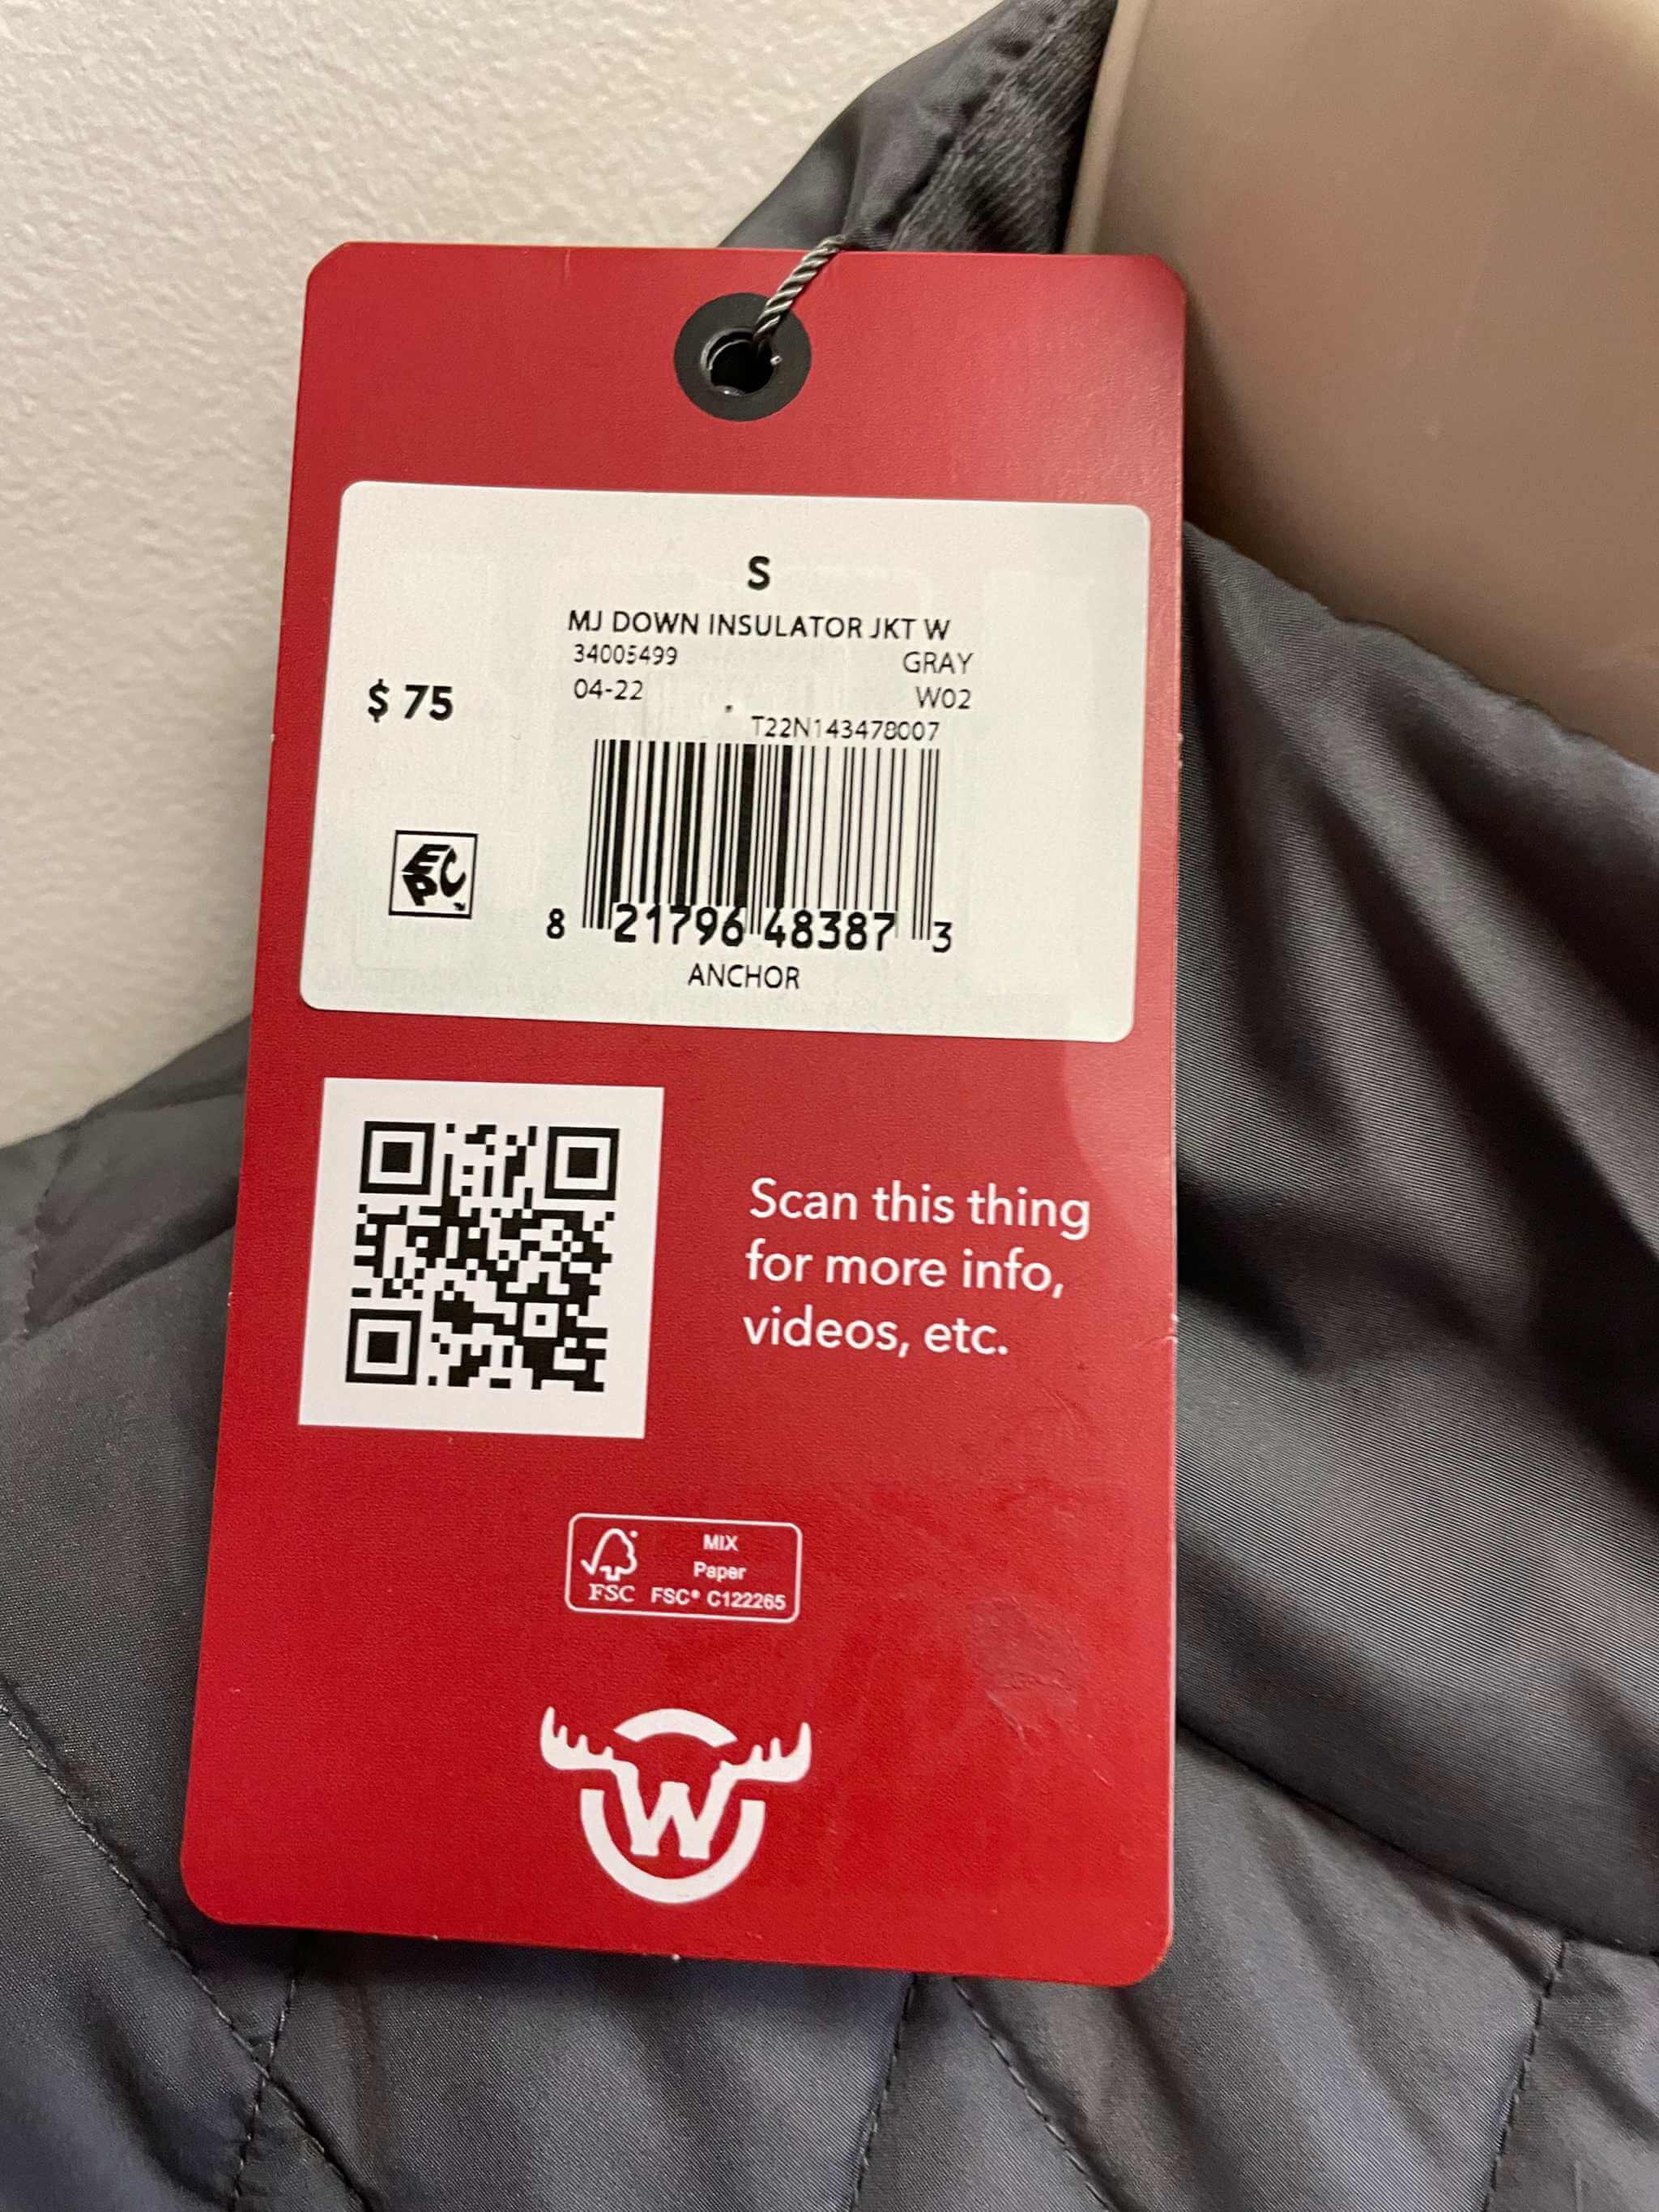 S
MJ DOWN INSULATOR JKT W
34005499 GRAY
04-22 W02
$ 75
T22N143478007
EPC
8 21796 48387 3
ANCHOR
Scan this thing
for more info,
videos, etc.
MIX
Paper
FSC FSC® C122265
W